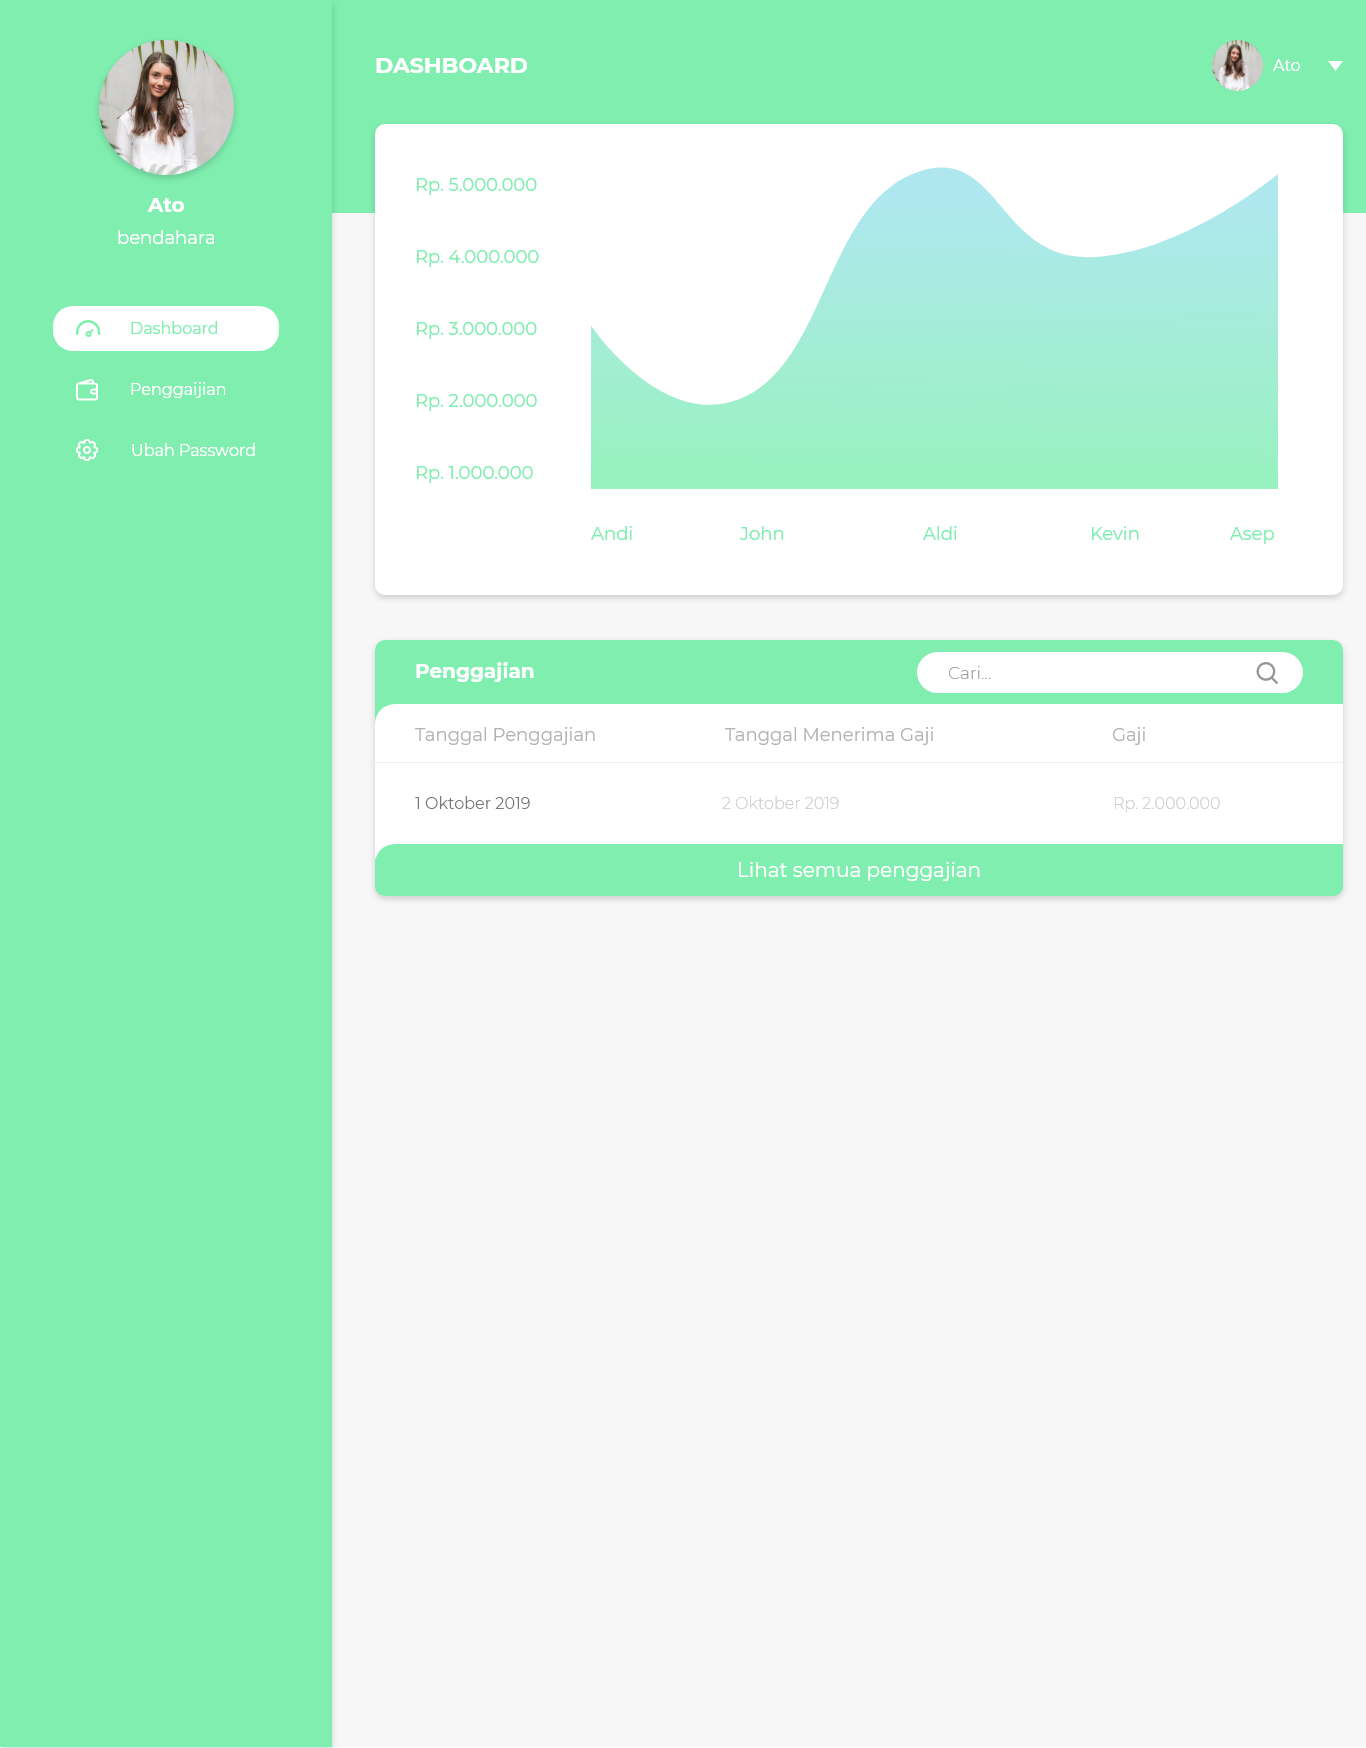 Ato
bendahara
Dashboard
Penggaijian
Ubah Password
DASHBOARD
Ato
Rp. 5.000.000
Rp. 4.000.000
Rp. 3.000.000
Rp. 2.000.000
Rp. 1.000.000
Andi John Aldi Kevin Asep
Penggajian
Cari...
Tanggal Penggajian Tanggal Menerima Gaji Gaji
1 Oktober 2019 2 Oktober 2019 Rp. 2.000.000
Lihat semua penggajian